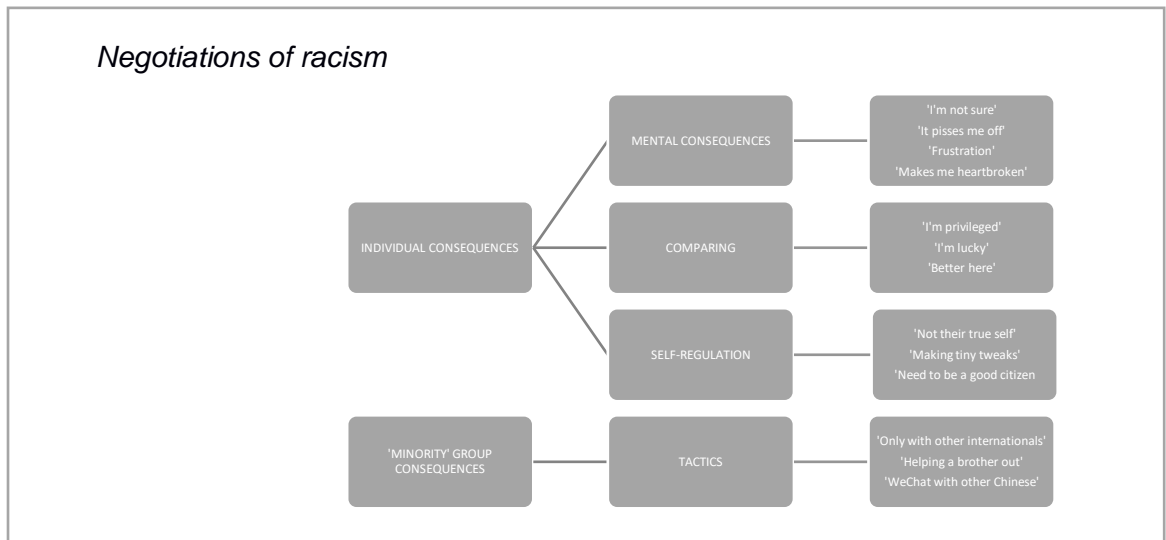 Negotiations of racism
MENTAL CONSEQUENCES
'I'm not sure'
'It pisses me off'
'Frustration'
'Makes me heartbroken'
INDIVIDUAL CONSEQUENCES
COMPARING
'I'm privileged'
'I'm lucky'
'Better here'
SELF-REGULATION
'Not their true self'
'Making tiny tweaks'
'Need to be a good citizen
'MINORITY' GROUP
CONSEQUENCES
TACTICS
'Only with other internationals'
'Helping a brother out'
'WeChat with other Chinese'